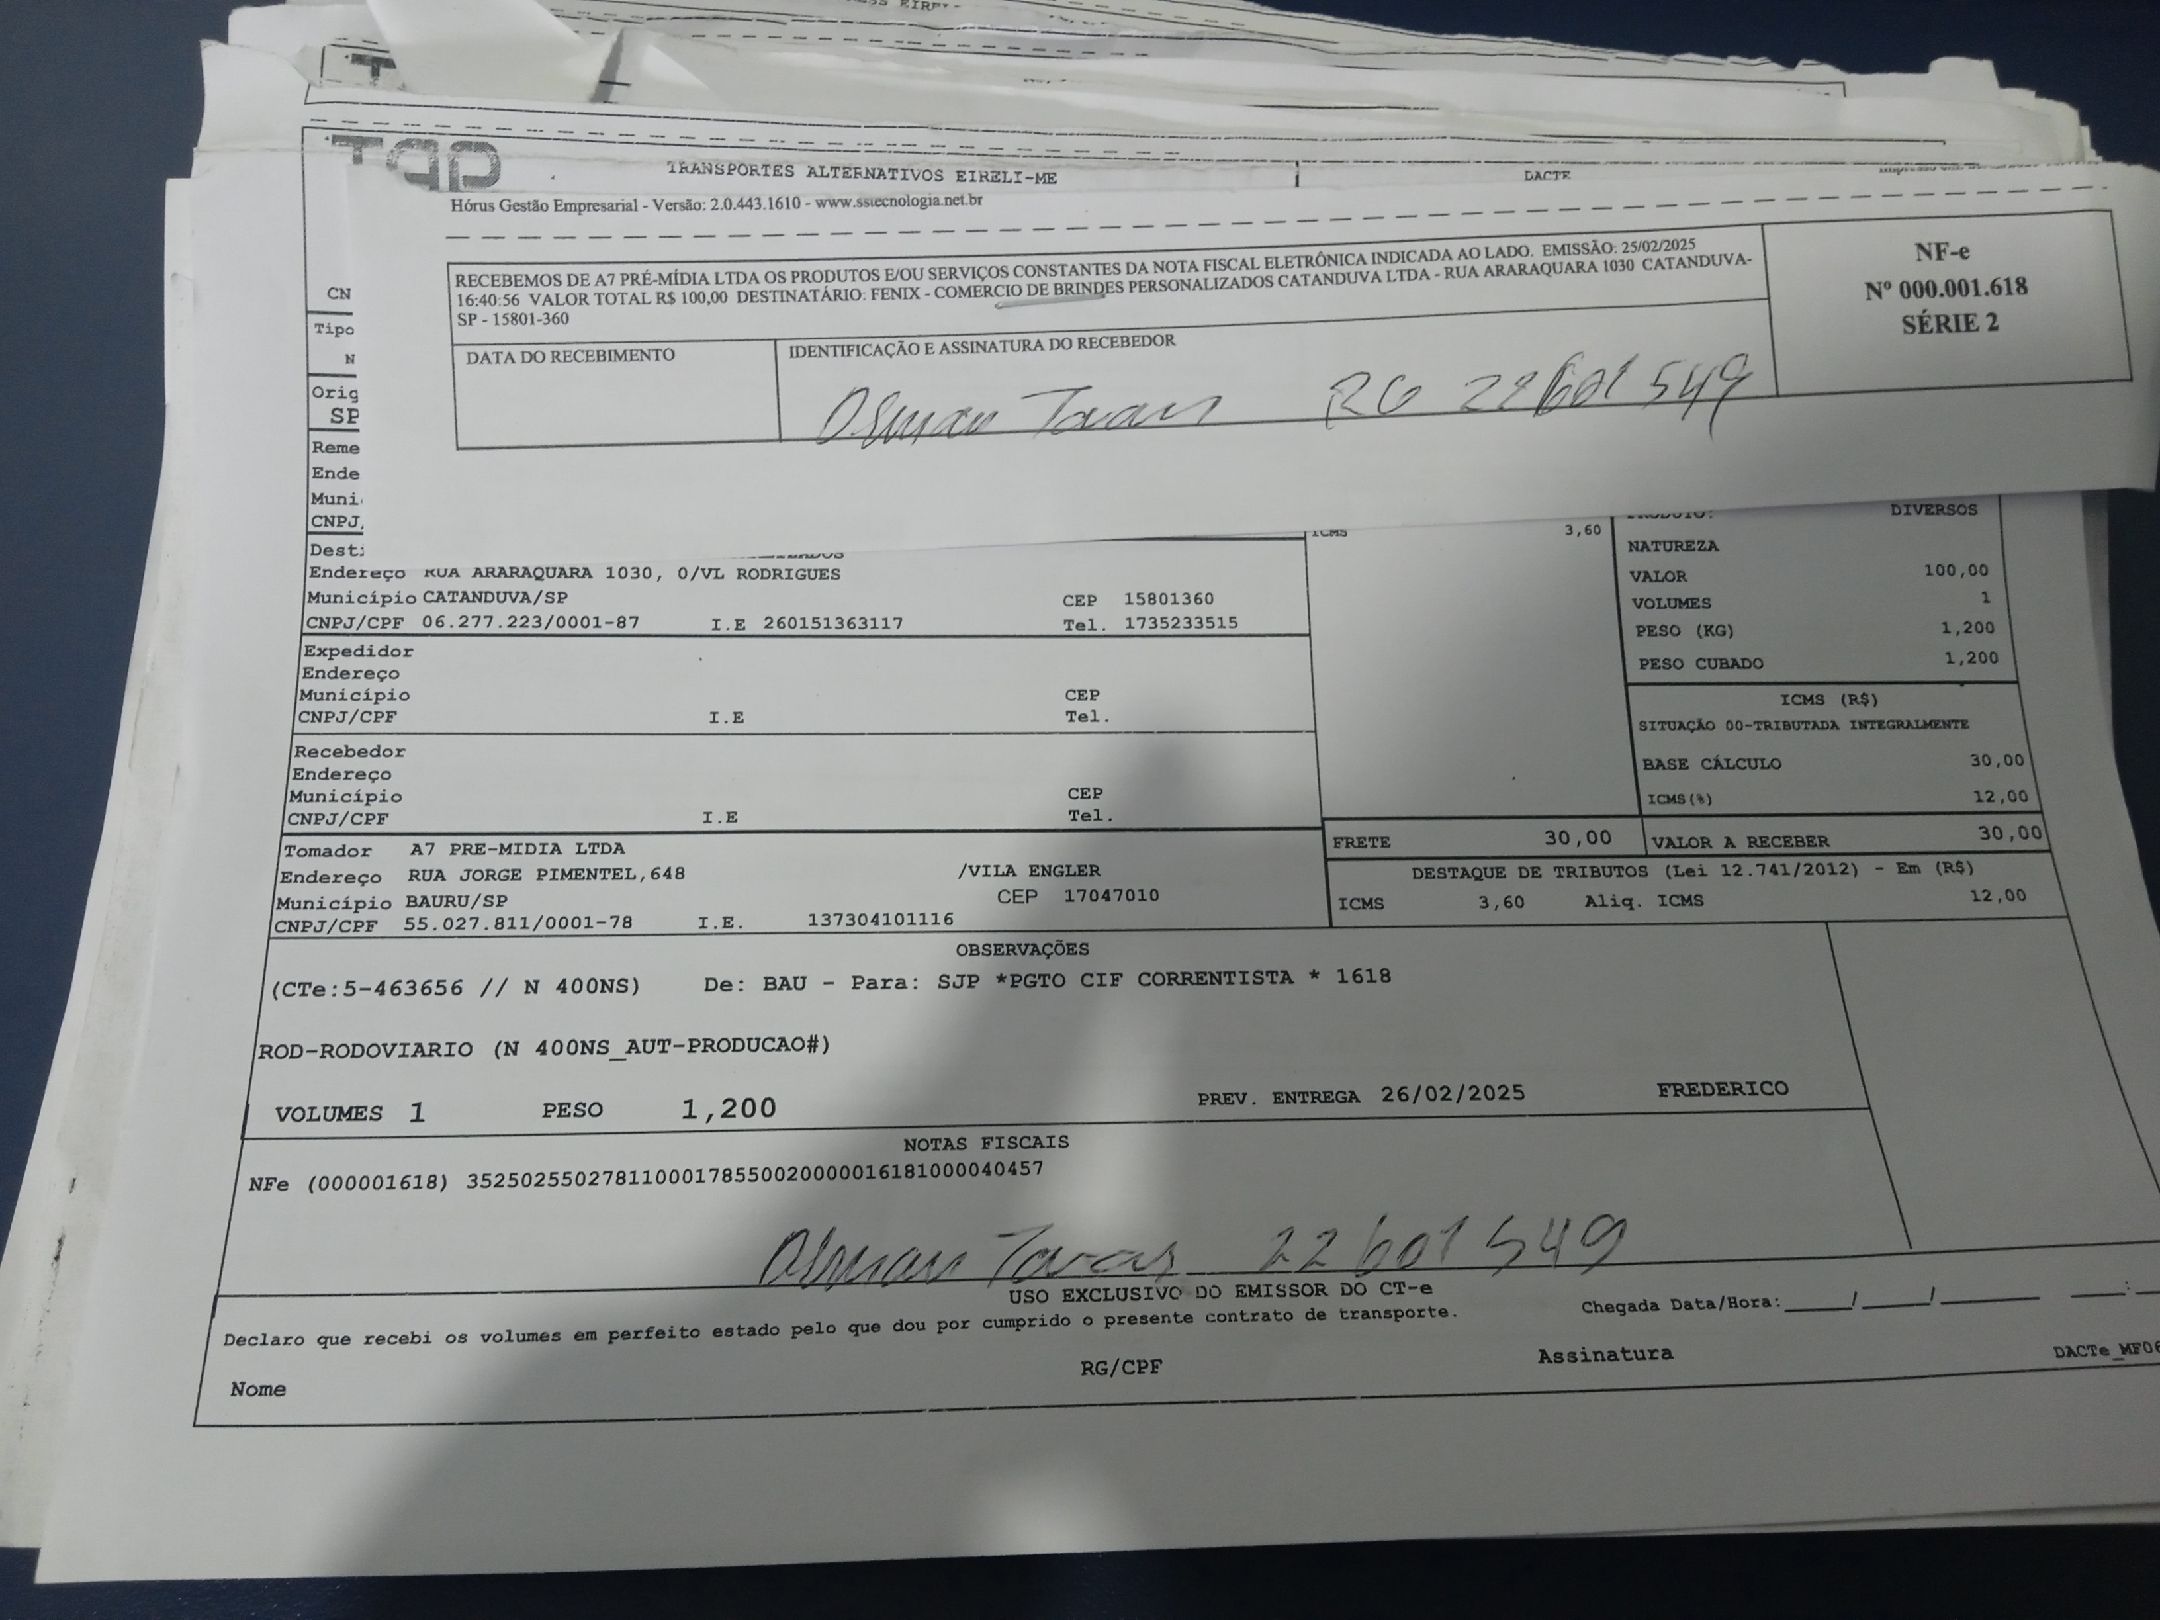 TRANSPORTES ALTERNATIVOS EIRELI-ME DACTE
Hórus Gestão Empresarial - Versão: 2.0.443.1610 - www.sstecnologia.net.br
RECEBEMOS DE A7 PRÉ-MÍDIA LTDA OS PRODUTOS E/OU SERVIÇOS CONSTANTES DA NOTA FISCAL ELETRÔNICA INDICADA AO LADO. EMISSÃO: 25/02/2025
16:40:56 VALOR TOTAL R$ 100,00 DESTINATÁRIO: FENIX - COMERCIO DE BRINDES PERSONALIZADOS CATANDUVA LTDA - RUA ARARAQUARA 1030 CATANDUVA-
SP - 15801-360
NF-e
Nº 000.001.618
SÉRIE 2
DATA DO RECEBIMENTO
IDENTIFICAÇÃO E ASSINATURA DO RECEBEDOR
RG 22601549
CN
Tipo
N
Orig
SP
Reme
Ende
Muni
CNPJ
Desti
Endereço RUA ARARAQUARA 1030, 0/VL RODRIGUES
Município CATANDUVA/SP CEP 15801360
CNPJ/CPF 06.277.223/0001-87 I.E 260151363117 Tel. 1735233515
Expedidor
Endereço
Município CEP
CNPJ/CPF I.E Tel.
Recebedor
Endereço
Município CEP
CNPJ/CPF I.E Tel.
Tomador A7 PRE-MIDIA LTDA
Endereço RUA JORGE PIMENTEL,648 /VILA ENGLER
Município BAURU/SP CEP 17047010
CNPJ/CPF 55.027.811/0001-78 I.E. 137304101116
ICMS 3,60
PRODUTO: DIVERSOS
NATUREZA
VALOR 100,00
VOLUMES 1
PESO (KG) 1,200
PESO CUBADO 1,200
ICMS (R$)
SITUAÇÃO 00-TRIBUTADA INTEGRALMENTE
BASE CÁLCULO 30,00
ICMS(%) 12,00
FRETE 30,00 VALOR A RECEBER 30,00
DESTAQUE DE TRIBUTOS (Lei 12.741/2012) - Em (R$)
ICMS 3,60 Aliq. ICMS 12,00
OBSERVAÇÕES
(CTe:5-463656 // N 400NS) De: BAU - Para: SJP *PGTO CIF CORRENTISTA * 1618
ROD-RODOVIARIO (N 400NS_AUT-PRODUCAO#)
VOLUMES 1 PESO 1,200 PREV. ENTREGA 26/02/2025 FREDERICO
NOTAS FISCAIS
NFe (000001618) 35250255027811000178550020000016181000040457
22601549
USO EXCLUSIVO DO EMISSOR DO CT-e
Declaro que recebi os volumes em perfeito estado pelo que dou por cumprido o presente contrato de transporte. Chegada Data/Hora:_____/_____/_______ ____:__
Nome RG/CPF Assinatura DACTe_MF06